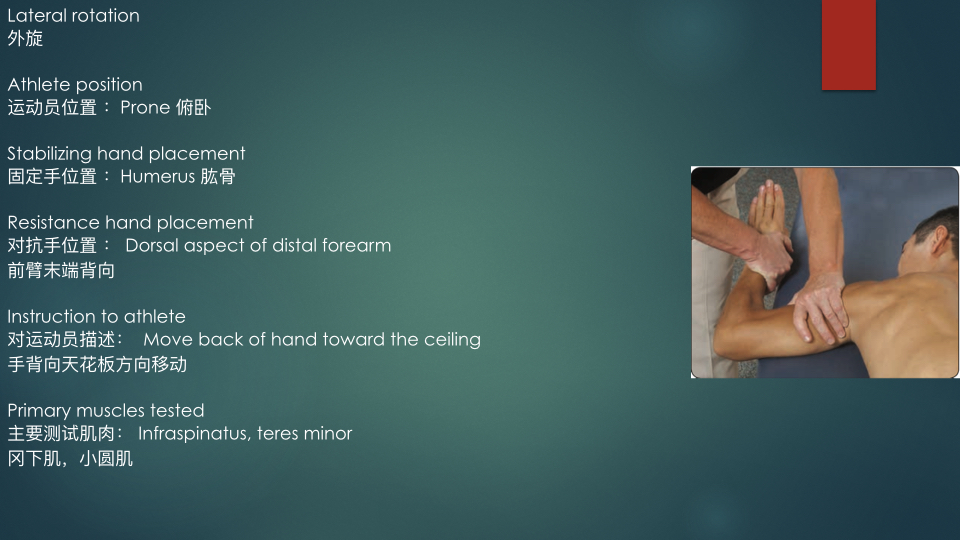 Lateral rotation
外旋
Athlete position
运动员位置： Prone 俯卧
Stabilizing hand placement
固定手位置： Humerus 肱骨
Resistance hand placement
对抗手位置： Dorsal aspect of distal forearm
前臂末端背向
Instruction to athlete
对运动员描述： Move back of hand toward the ceiling
手背向天花板方向移动
Primary muscles tested
主要测试肌肉： Infraspinatus, teres minor
冈下肌，小圆肌